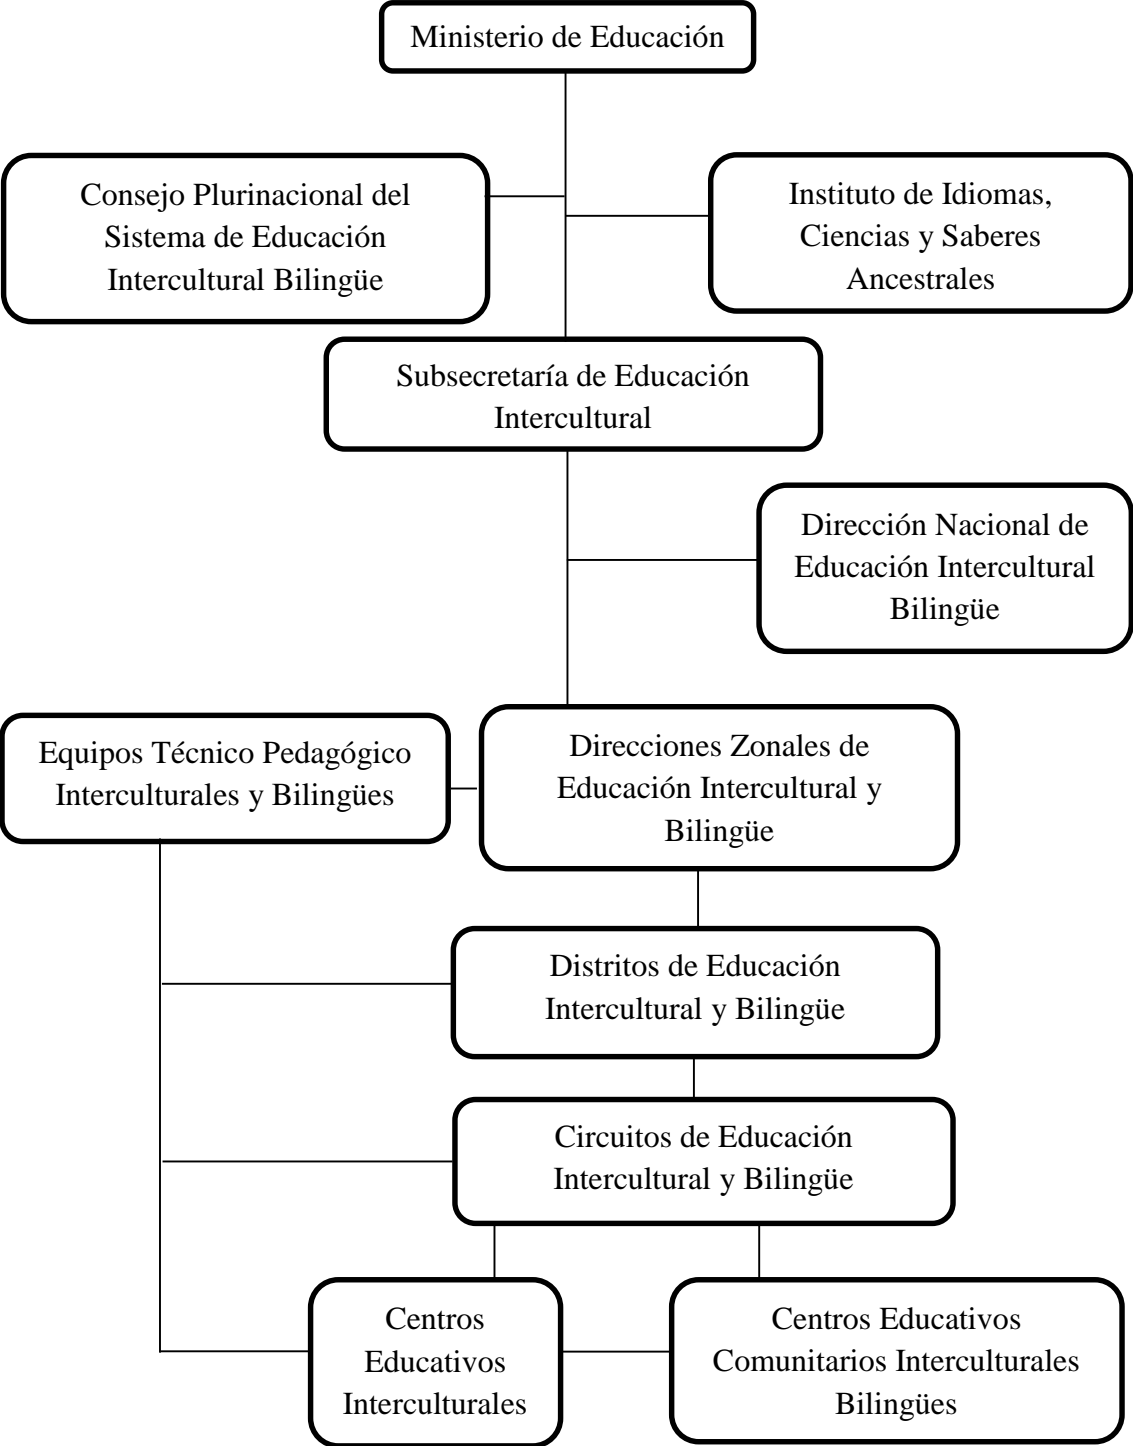 Ministerio de Educación
Consejo Plurinacional del
Sistema de Educación
Intercultural Bilingüe
Instituto de Idiomas,
Ciencias y Saberes
Ancestrales
Subsecretaría de Educación
Intercultural
Dirección Nacional de
Educación Intercultural
Bilingüe
Equipos Técnico Pedagógico
Interculturales y Bilingües
Direcciones Zonales de
Educación Intercultural y
Bilingüe
Distritos de Educación
Intercultural y Bilingüe
Circuitos de Educación
Intercultural y Bilingüe
Centros
Educativos
Interculturales
Centros Educativos
Comunitarios Interculturales
Bilingües